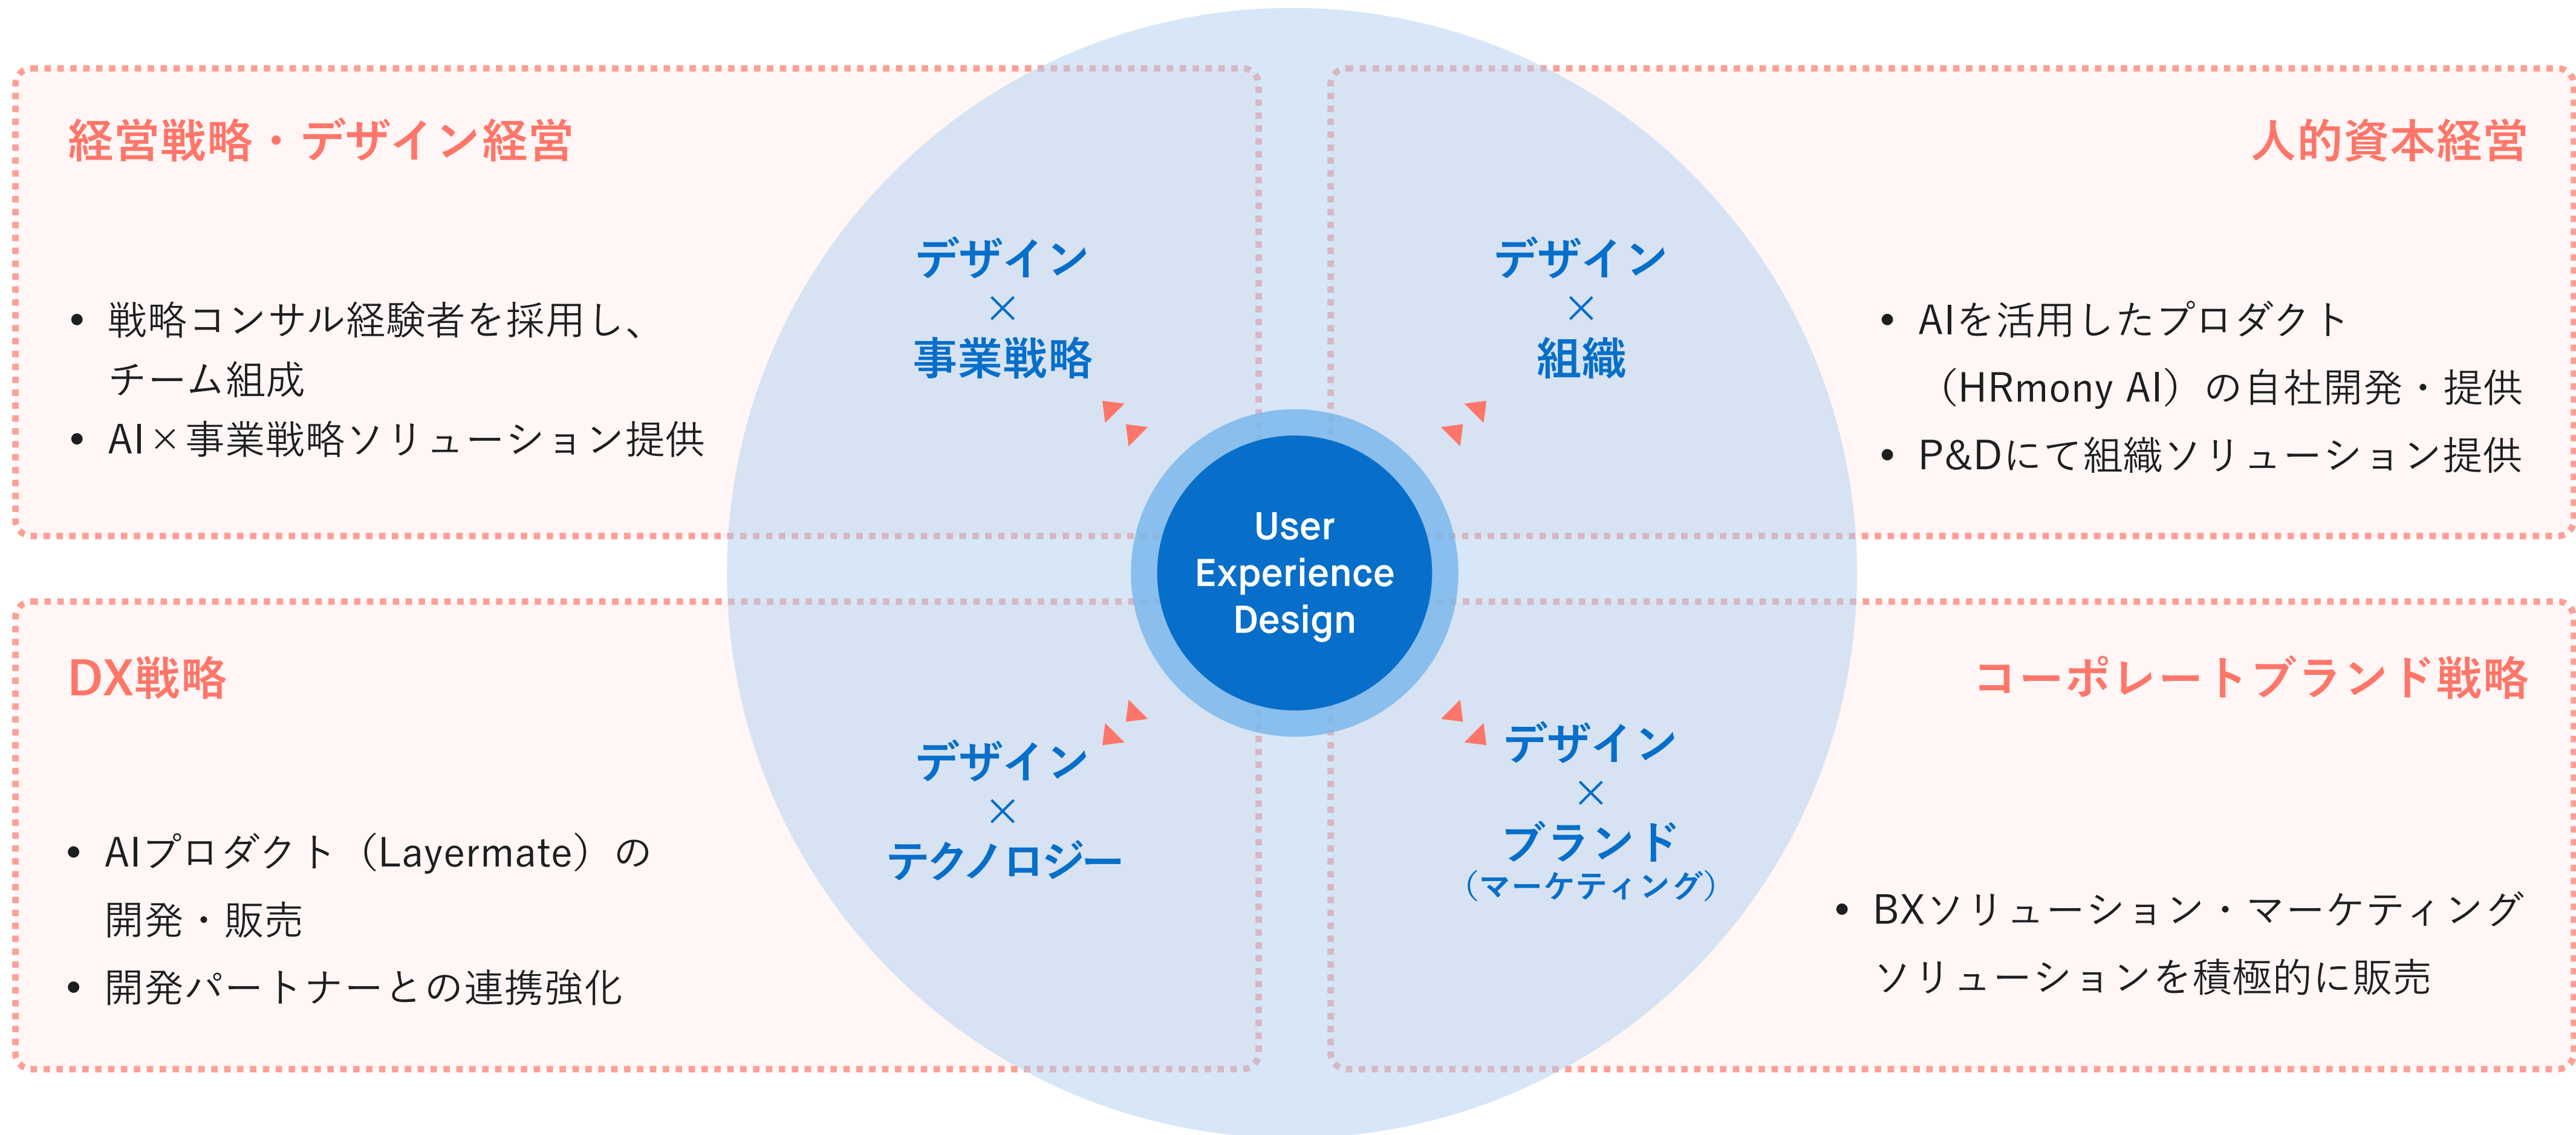 経営戦略・デザイン経営
・戦略コンサル経験者を採用し、
チーム組成
・AI×事業戦略ソリューション提供
デザイン
×
事業戦略
人的資本経営
デザイン
×
組織
・AIを活用したプロダクト
（HRmony AI）の自社開発・提供
・P&Dにて組織ソリューション提供
User
Experience
Design
DX戦略
・AIプロダクト（Layermate）の
開発・販売
・開発パートナーとの連携強化
デザイン
×
テクノロジー
コーポレートブランド戦略
デザイン
×
ブランド
（マーケティング）
・BXソリューション・マーケティング
ソリューションを積極的に販売